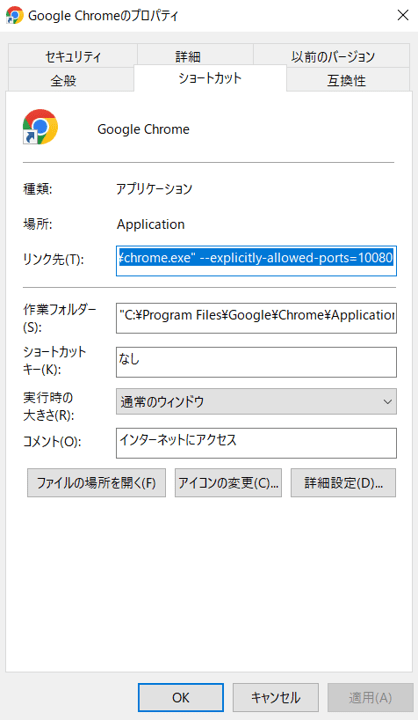 Google Chromeのプロパティ
セキュリティ 詳細 以前のバージョン
全般 ショートカット 互換性
Google Chrome
種類: アプリケーション
場所: Application
リンク先(T): ¥chrome.exe" --explicitly-allowed-ports=10080
作業フォルダー
(S): "C:¥Program Files¥Google¥Chrome¥Application
ショートカット
キー(K): なし
実行時の
大きさ(R): 通常のウィンドウ
コメント(O): インターネットにアクセス
ファイルの場所を開く(F) アイコンの変更(C)... 詳細設定(D)...
OK キャンセル 適用(A)